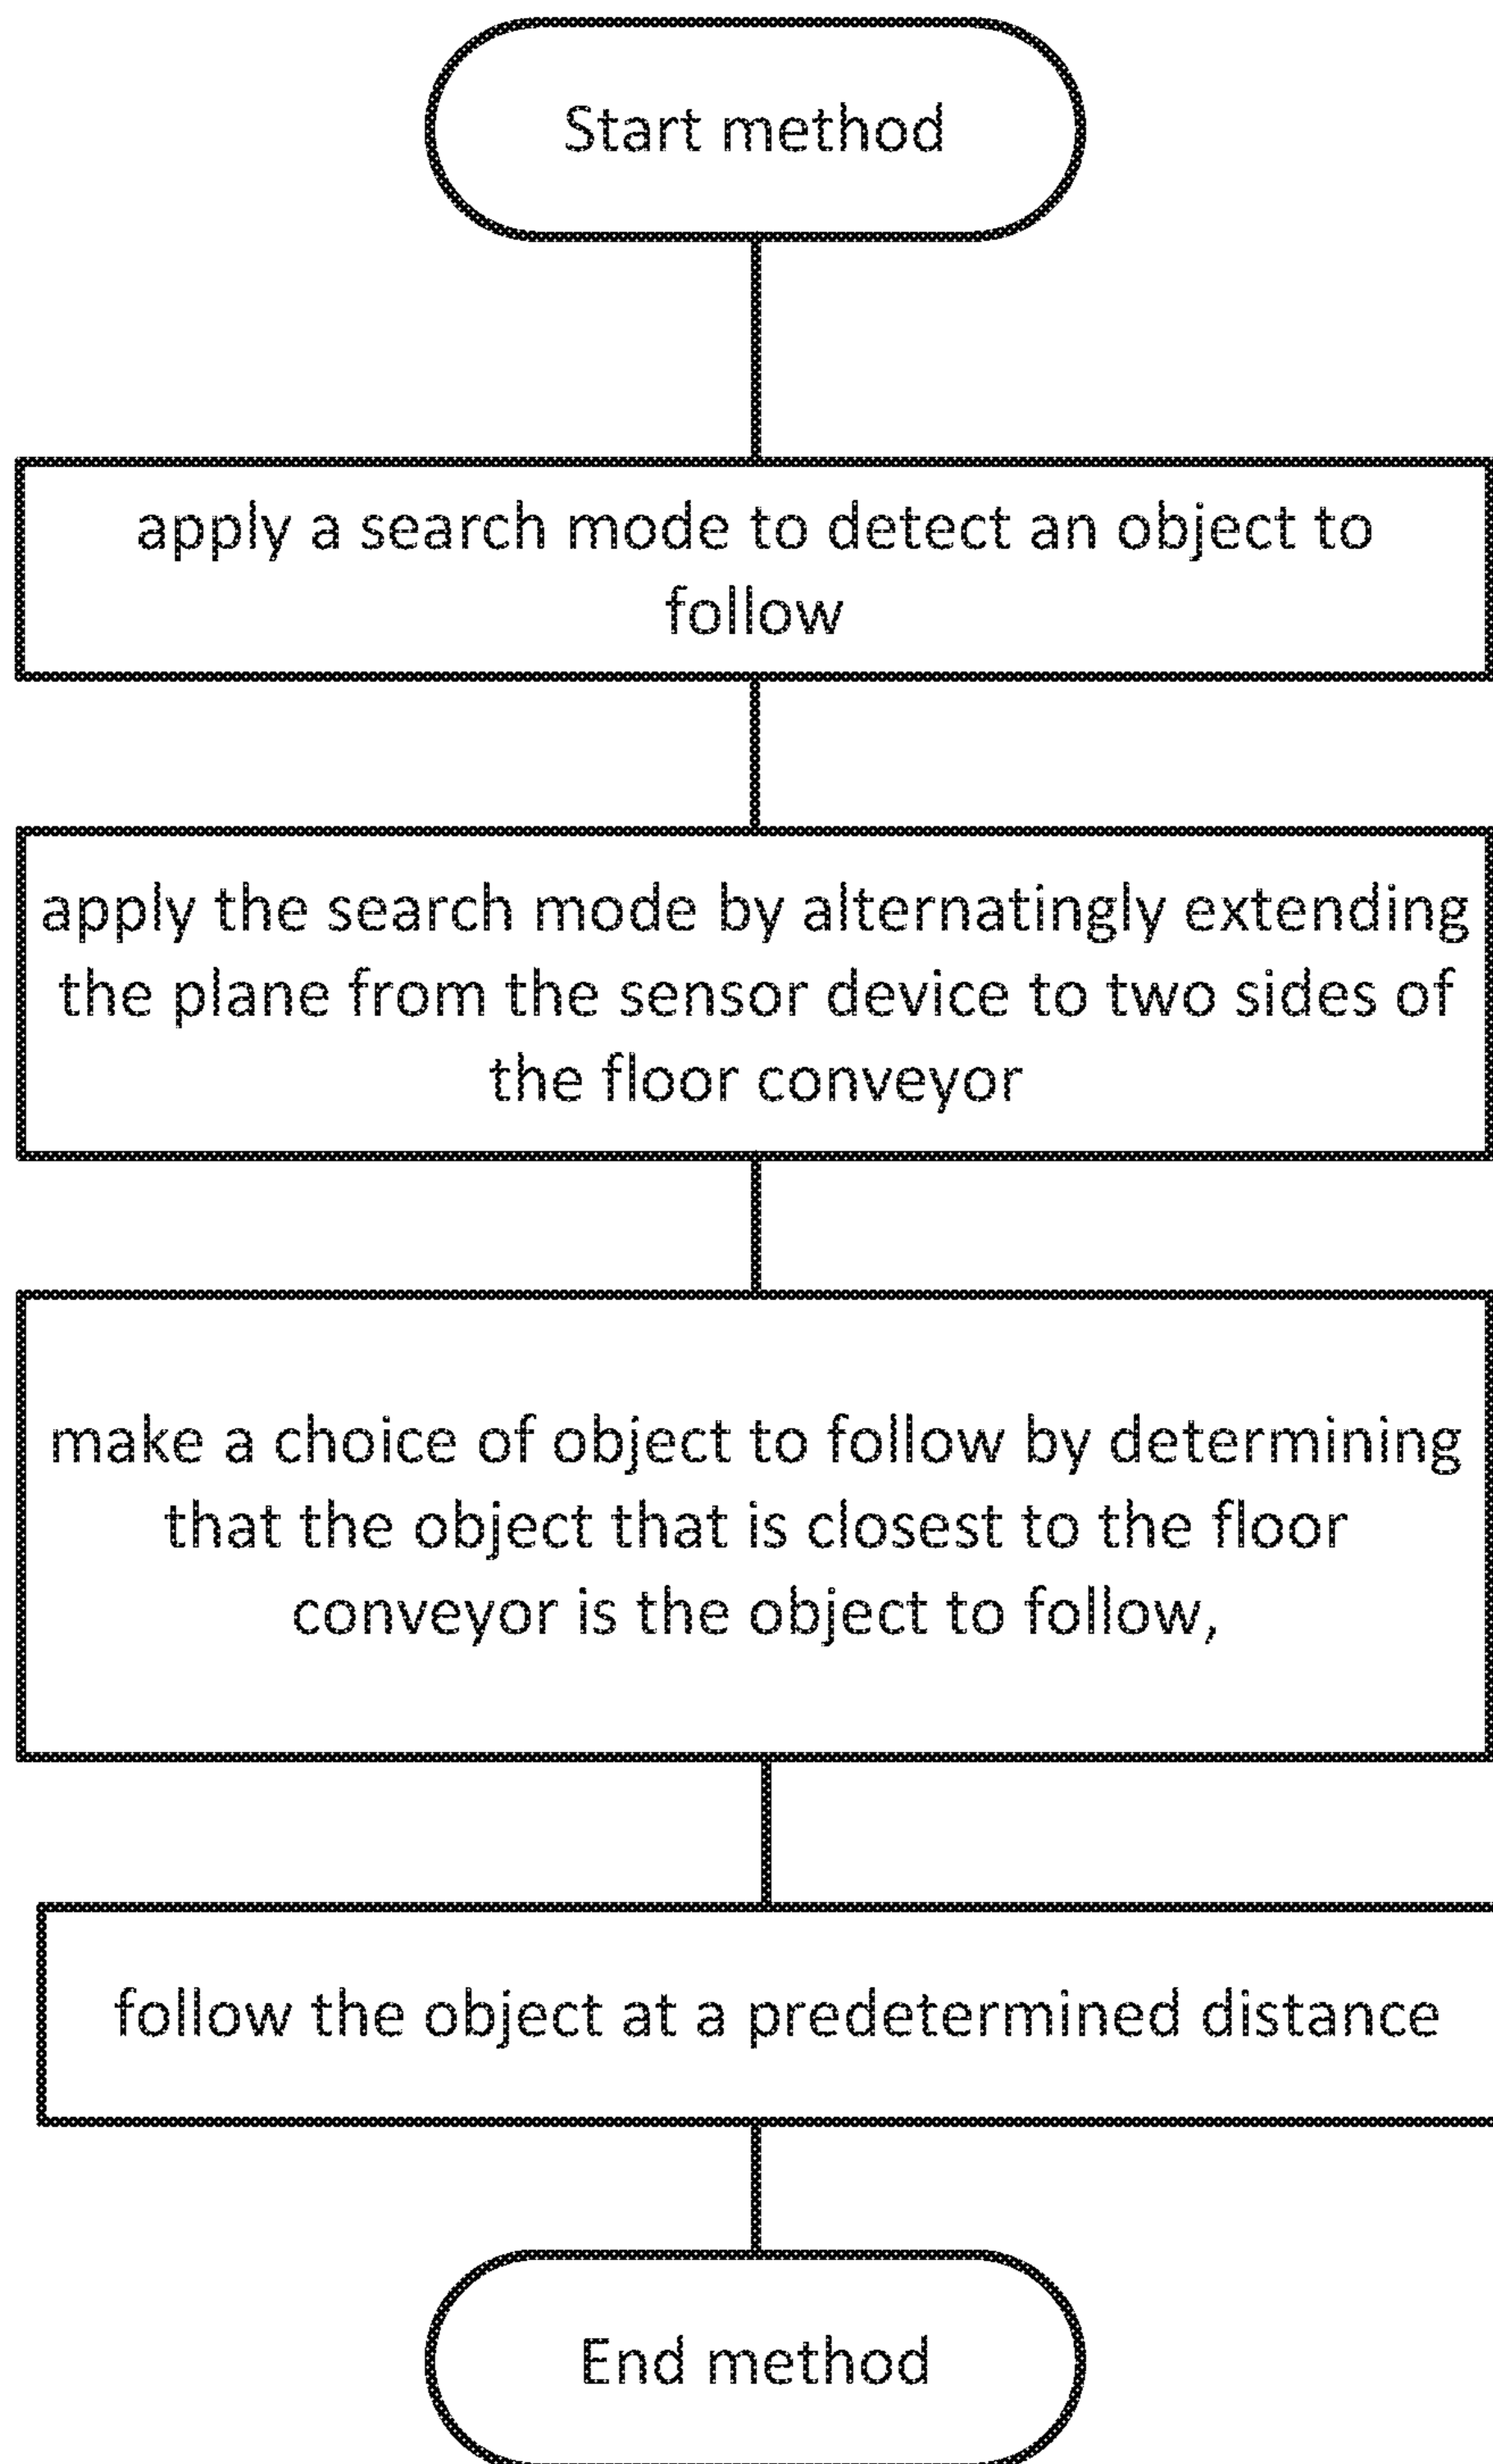 Start method
apply a search mode to detect an object to
follow
apply the search mode by alternatingly extending
the plane from the sensor device to two sides of
the floor conveyor
make a choice of object to follow by determining
that the object that is closest to the floor
conveyor is the object to follow,
follow the object at a predetermined distance
End method